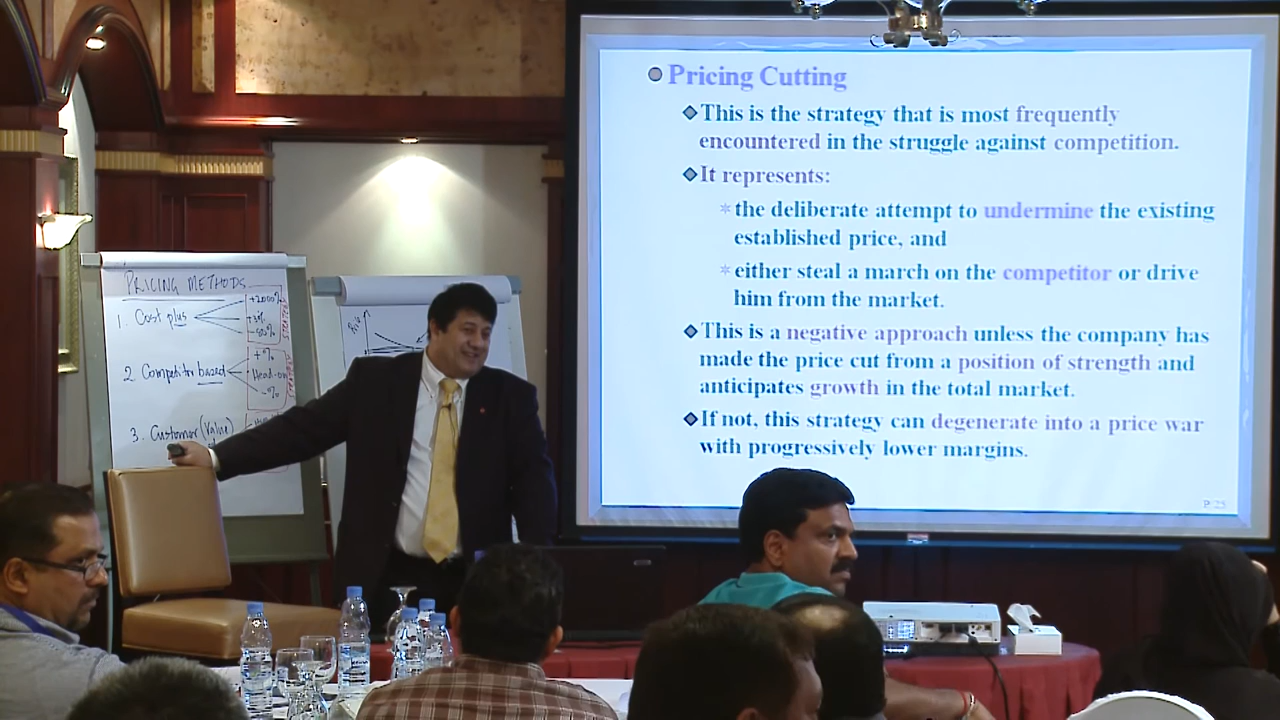 Pricing Cutting
This is the strategy that is most frequently
encountered in the struggle against competition.
It represents:
the deliberate attempt to undermine the existing
established price, and
either steal a march on the competitor or drive
him from the market.
This is a negative approach unless the company has
made the price cut from a position of strength and
anticipates growth in the total market.
If not, this strategy can degenerate into a price war
with progressively lower margins.
P 25
PRICING METHODS
1. Cost plus
2. Competitor based
+ %
Head-on
- %
3. Customer (Value)